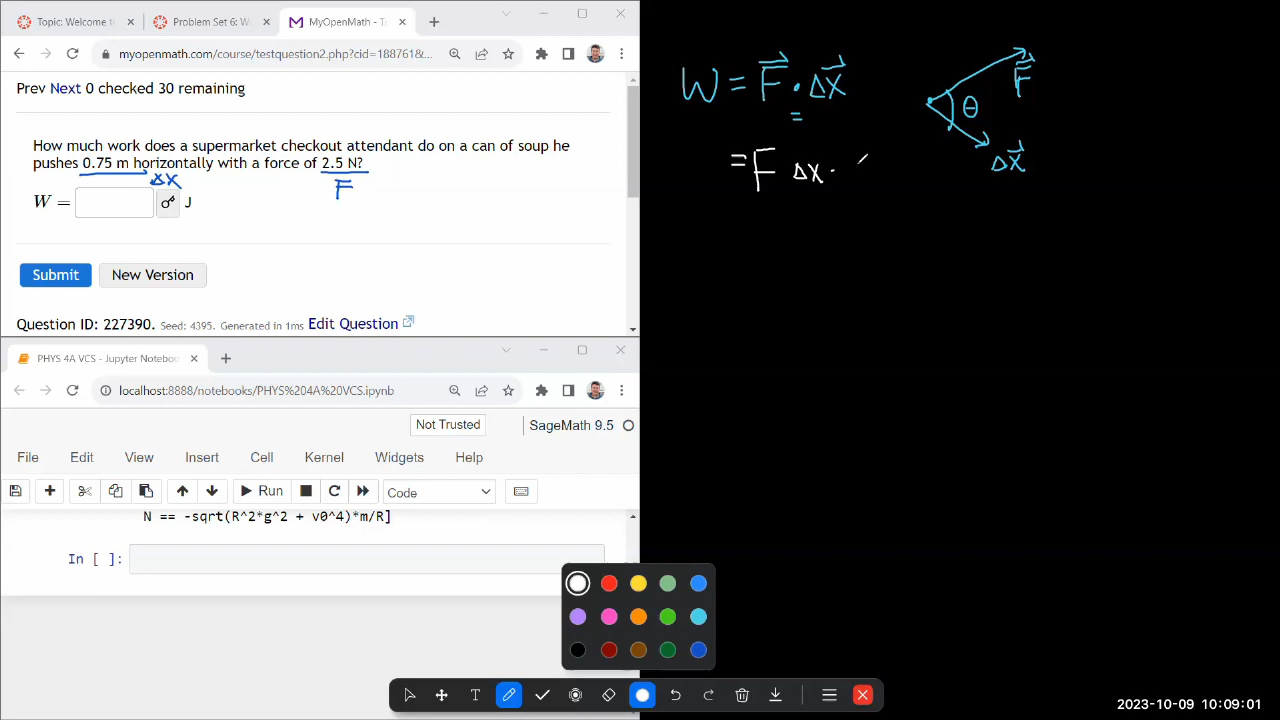 Topic: Welcome to
Problem Set 6: W
MyOpenMath - T
myopenmath.com/course/testquestion2.php?cid=188761&...
Prev Next 0 checked 30 remaining
How much work does a supermarket checkout attendant do on a can of soup he
pushes 0.75 m horizontally with a force of 2.5 N?
Δx
F
W =
J
Submit
New Version
Question ID: 227390. Seed: 4395. Generated in 1ms Edit Question
PHYS 4A VCS - Jupyter Notebo
localhost:8888/notebooks/PHYS%204A%20VCS.ipynb
Not Trusted
SageMath 9.5
File Edit View Insert Cell Kernel Widgets Help
Run
Code
N == -sqrt(R^2*g^2 + v0^4)*m/R]
In [ ]:
W = F⃗ · Δx⃗
= F Δx ·
F⃗
θ
Δx⃗
T
2023-10-09 10:09:01